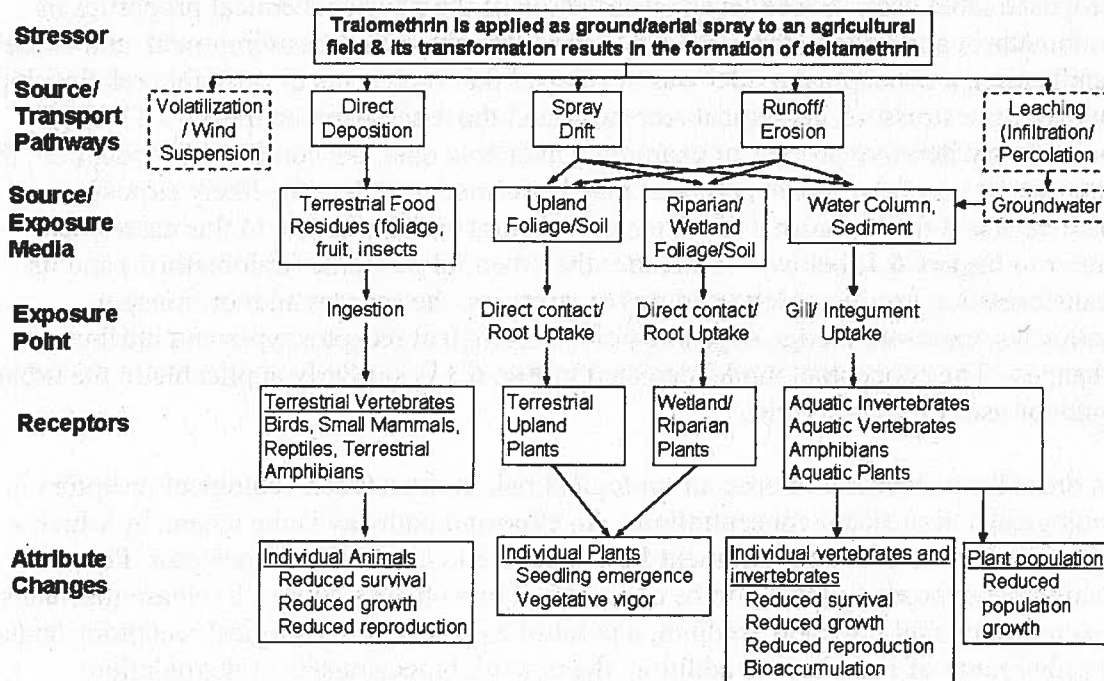 Stressor
Tralomethrin is applied as ground/aerial spray to an agricultural
field & its transformation results in the formation of deltamethrin
Source/
Transport
Pathways
Volatilization
/ Wind
Suspension
Direct
Deposition
Spray
Drift
Runoff/
Erosion
Leaching
(Infiltration/
Percolation)
Source/
Exposure
Media
Terrestrial Food
Residues (foliage,
fruit, insects
Upland
Foliage/Soil
Riparian/
Wetland
Foliage/Soil
Water Column,
Sediment
Groundwater
Exposure
Point
Ingestion
Direct contact/
Root Uptake
Direct contact/
Root Uptake
Gill/ Integument
Uptake
Receptors
Terrestrial Vertebrates
Birds, Small Mammals,
Reptiles, Terrestrial
Amphibians
Terrestrial
Upland
Plants
Wetland/
Riparian
Plants
Aquatic Invertebrates
Aquatic Vertebrates
Amphibians
Aquatic Plants
Attribute
Changes
Individual Animals
Reduced survival
Reduced growth
Reduced reproduction
Individual Plants
Seedling emergence
Vegetative vigor
Individual vertebrates and
invertebrates
Reduced survival
Reduced growth
Reduced reproduction
Bioaccumulation
Plant population
Reduced
population
growth